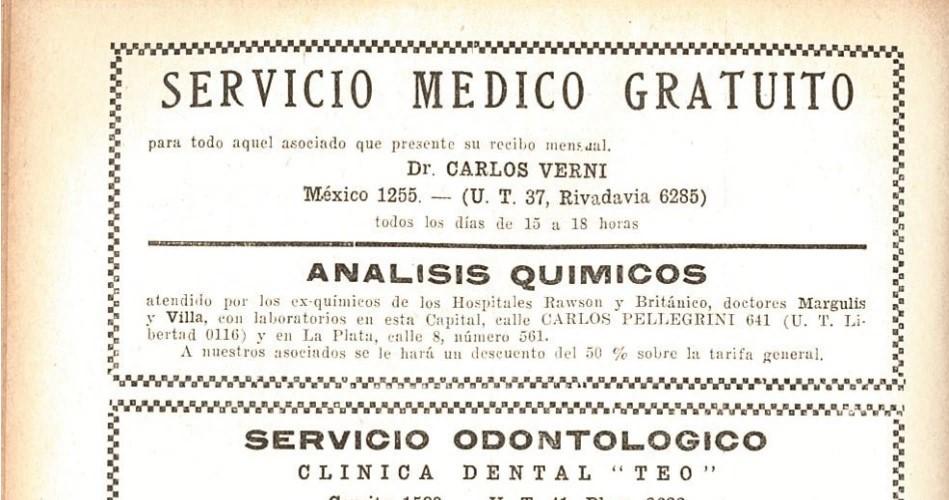 SERVICIO MEDICO GRATUITO
para todo aquel asociado que presente su recibo mensual.
Dr. CARLOS VERNI
México 1255. — (U. T. 37, Rivadavia 6285)
todos los días de 15 a 18 horas
ANALISIS QUIMICOS
atendido por los ex-químicos de los Hospitales Rawson y Británico, doctores Margulis
y Villa, con laboratorios en esta Capital, calle CARLOS PELLEGRINI 641 (U. T. Li-
bertad 0116) y en La Plata, calle 8, número 561.
A nuestros asociados se le hará un descuento del 50 % sobre la tarifa general.
SERVICIO ODONTOLOGICO
CLINICA DENTAL "TEO"